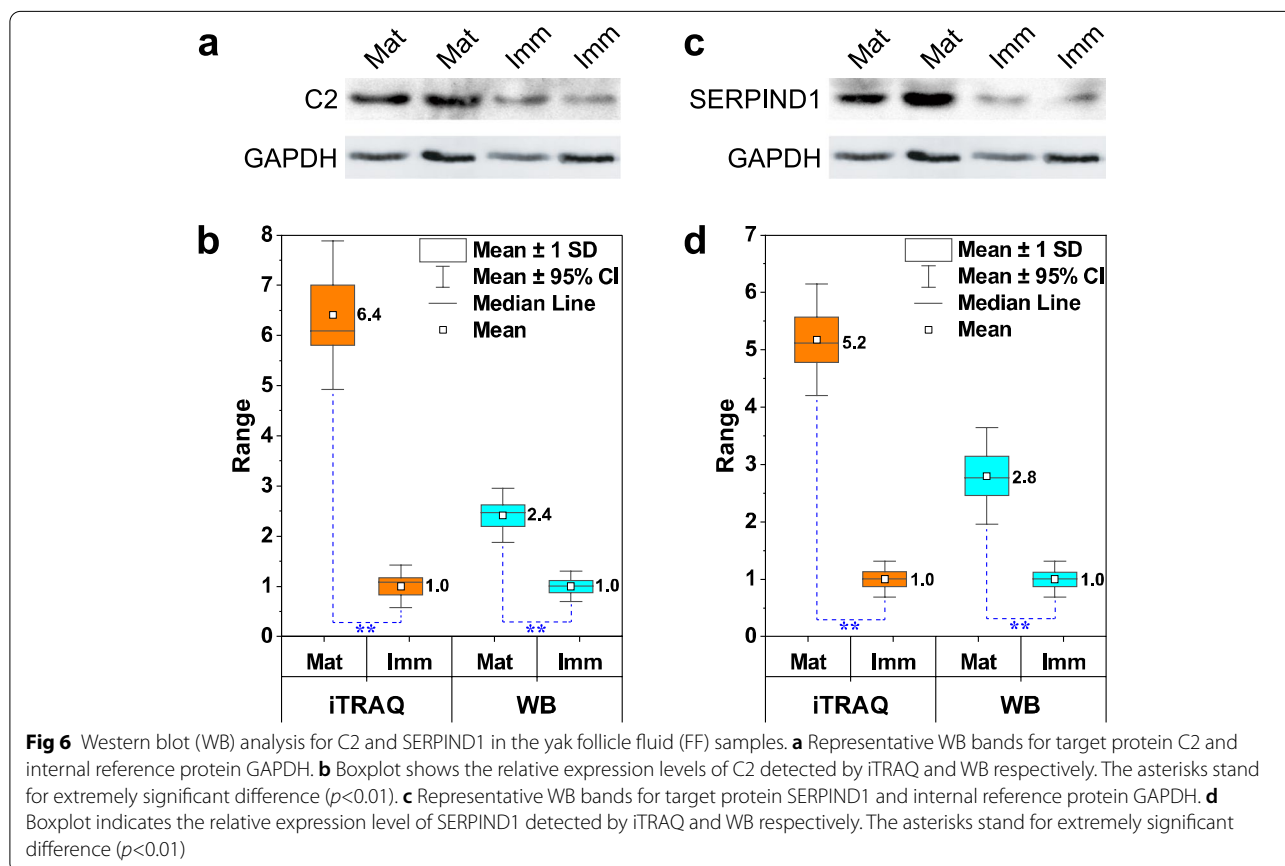 a
Mat Mat Imm Imm
C2
GAPDH
c
Mat Mat Imm Imm
SERPIND1
GAPDH
b
8
7
6
5
4
3
2
1
0
Range
Mean ± 1 SD
Mean ± 95% CI
Median Line
Mean
6.4
1.0
2.4
1.0
**
**
Mat Imm Mat Imm
iTRAQ WB
d
7
6
5
4
3
2
1
0
Range
Mean ± 1 SD
Mean ± 95% CI
Median Line
Mean
5.2
1.0
2.8
1.0
**
**
Mat Imm Mat Imm
iTRAQ WB
Fig 6 Western blot (WB) analysis for C2 and SERPIND1 in the yak follicle fluid (FF) samples. a Representative WB bands for target protein C2 and
internal reference protein GAPDH. b Boxplot shows the relative expression levels of C2 detected by iTRAQ and WB respectively. The asterisks stand
for extremely significant difference (p<0.01). c Representative WB bands for target protein SERPIND1 and internal reference protein GAPDH. d
Boxplot indicates the relative expression level of SERPIND1 detected by iTRAQ and WB respectively. The asterisks stand for extremely significant
difference (p<0.01)